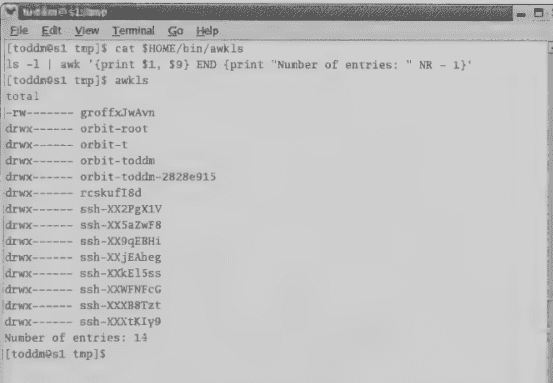 toddm@s1:/tmp
File Edit View Terminal Go Help
[toddm@s1 tmp]$ cat $HOME/bin/awkls
ls -l | awk '{print $1, $9} END {print "Number of entries: " NR - 1}'
[toddm@s1 tmp]$ awkls
total
-rw------- groffxJwAvn
drwx------ orbit-root
drwx------ orbit-t
drwx------ orbit-toddm
drwx------ orbit-toddm-2828e915
drwx------ rcskufI8d
drwx------ ssh-XX2PgX1V
drwx------ ssh-XX5aZwF8
drwx------ ssh-XX9qEBHi
drwx------ ssh-XXjEAheg
drwx------ ssh-XXkEl5ss
drwx------ ssh-XXWFNFcG
drwx------ ssh-XXXB8Tzt
drwx------ ssh-XXXtKIy9
Number of entries: 14
[toddm@s1 tmp]$